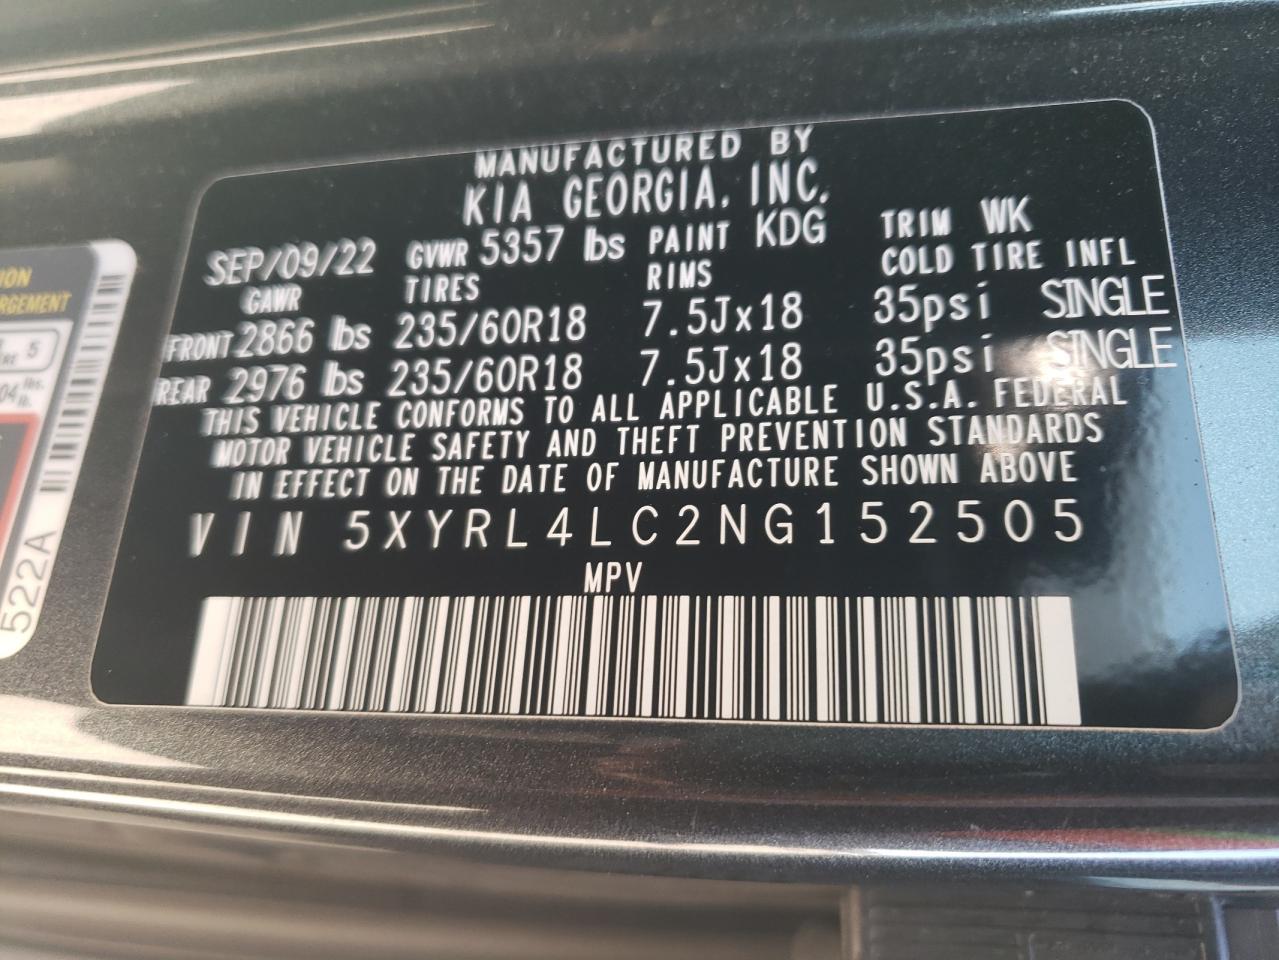 MANUFACTURED BY
KIA GEORGIA, INC.
SEP/09/22 GVWR 5357 lbs PAINT KDG TRIM WK
GAWR TIRES RIMS COLD TIRE INFL
FRONT 2866 lbs 235/60R18 7.5Jx18 35psi SINGLE
REAR 2976 lbs 235/60R18 7.5Jx18 35psi SINGLE
THIS VEHICLE CONFORMS TO ALL APPLICABLE U.S.A. FEDERAL
MOTOR VEHICLE SAFETY AND THEFT PREVENTION STANDARDS
IN EFFECT ON THE DATE OF MANUFACTURE SHOWN ABOVE
VIN 5XYRL4LC2NG152505
MPV
5
lbs.
lb.
522A